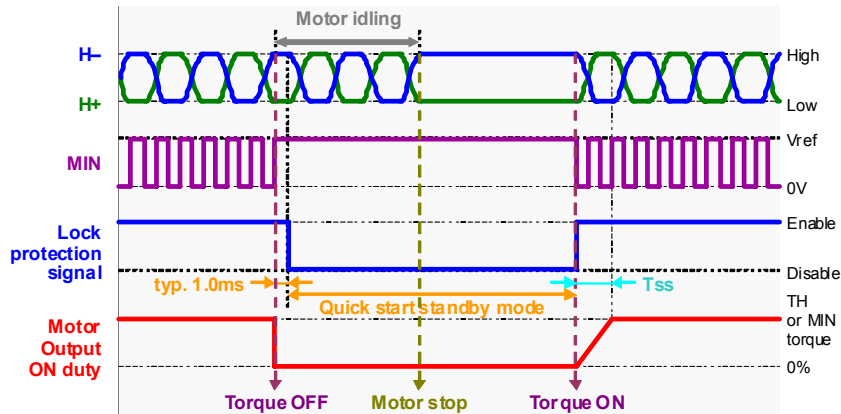 Motor idling
H–
High
H+
Low
Vref
MIN
0V
Enable
Lock
protection
signal
Disable
typ. 1.0ms
Tss
Quick start standby mode
TH
or MIN
torque
Motor
Output
ON duty
0%
Torque OFF
Motor stop
Torque ON